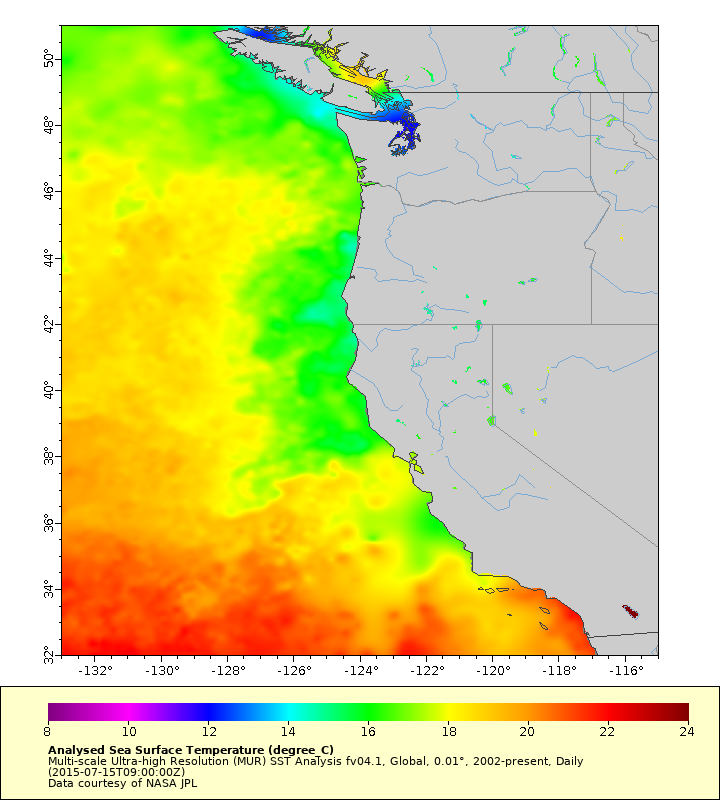 50°
48°
46°
44°
42°
40°
38°
36°
34°
32°
-132° -130° -128° -126° -124° -122° -120° -118° -116°
8 10 12 14 16 18 20 22 24
Analysed Sea Surface Temperature (degree_C)
Multi-scale Ultra-high Resolution (MUR) SST Analysis fv04.1, Global, 0.01°, 2002-present, Daily
(2015-07-15T09:00:00Z)
Data courtesy of NASA JPL